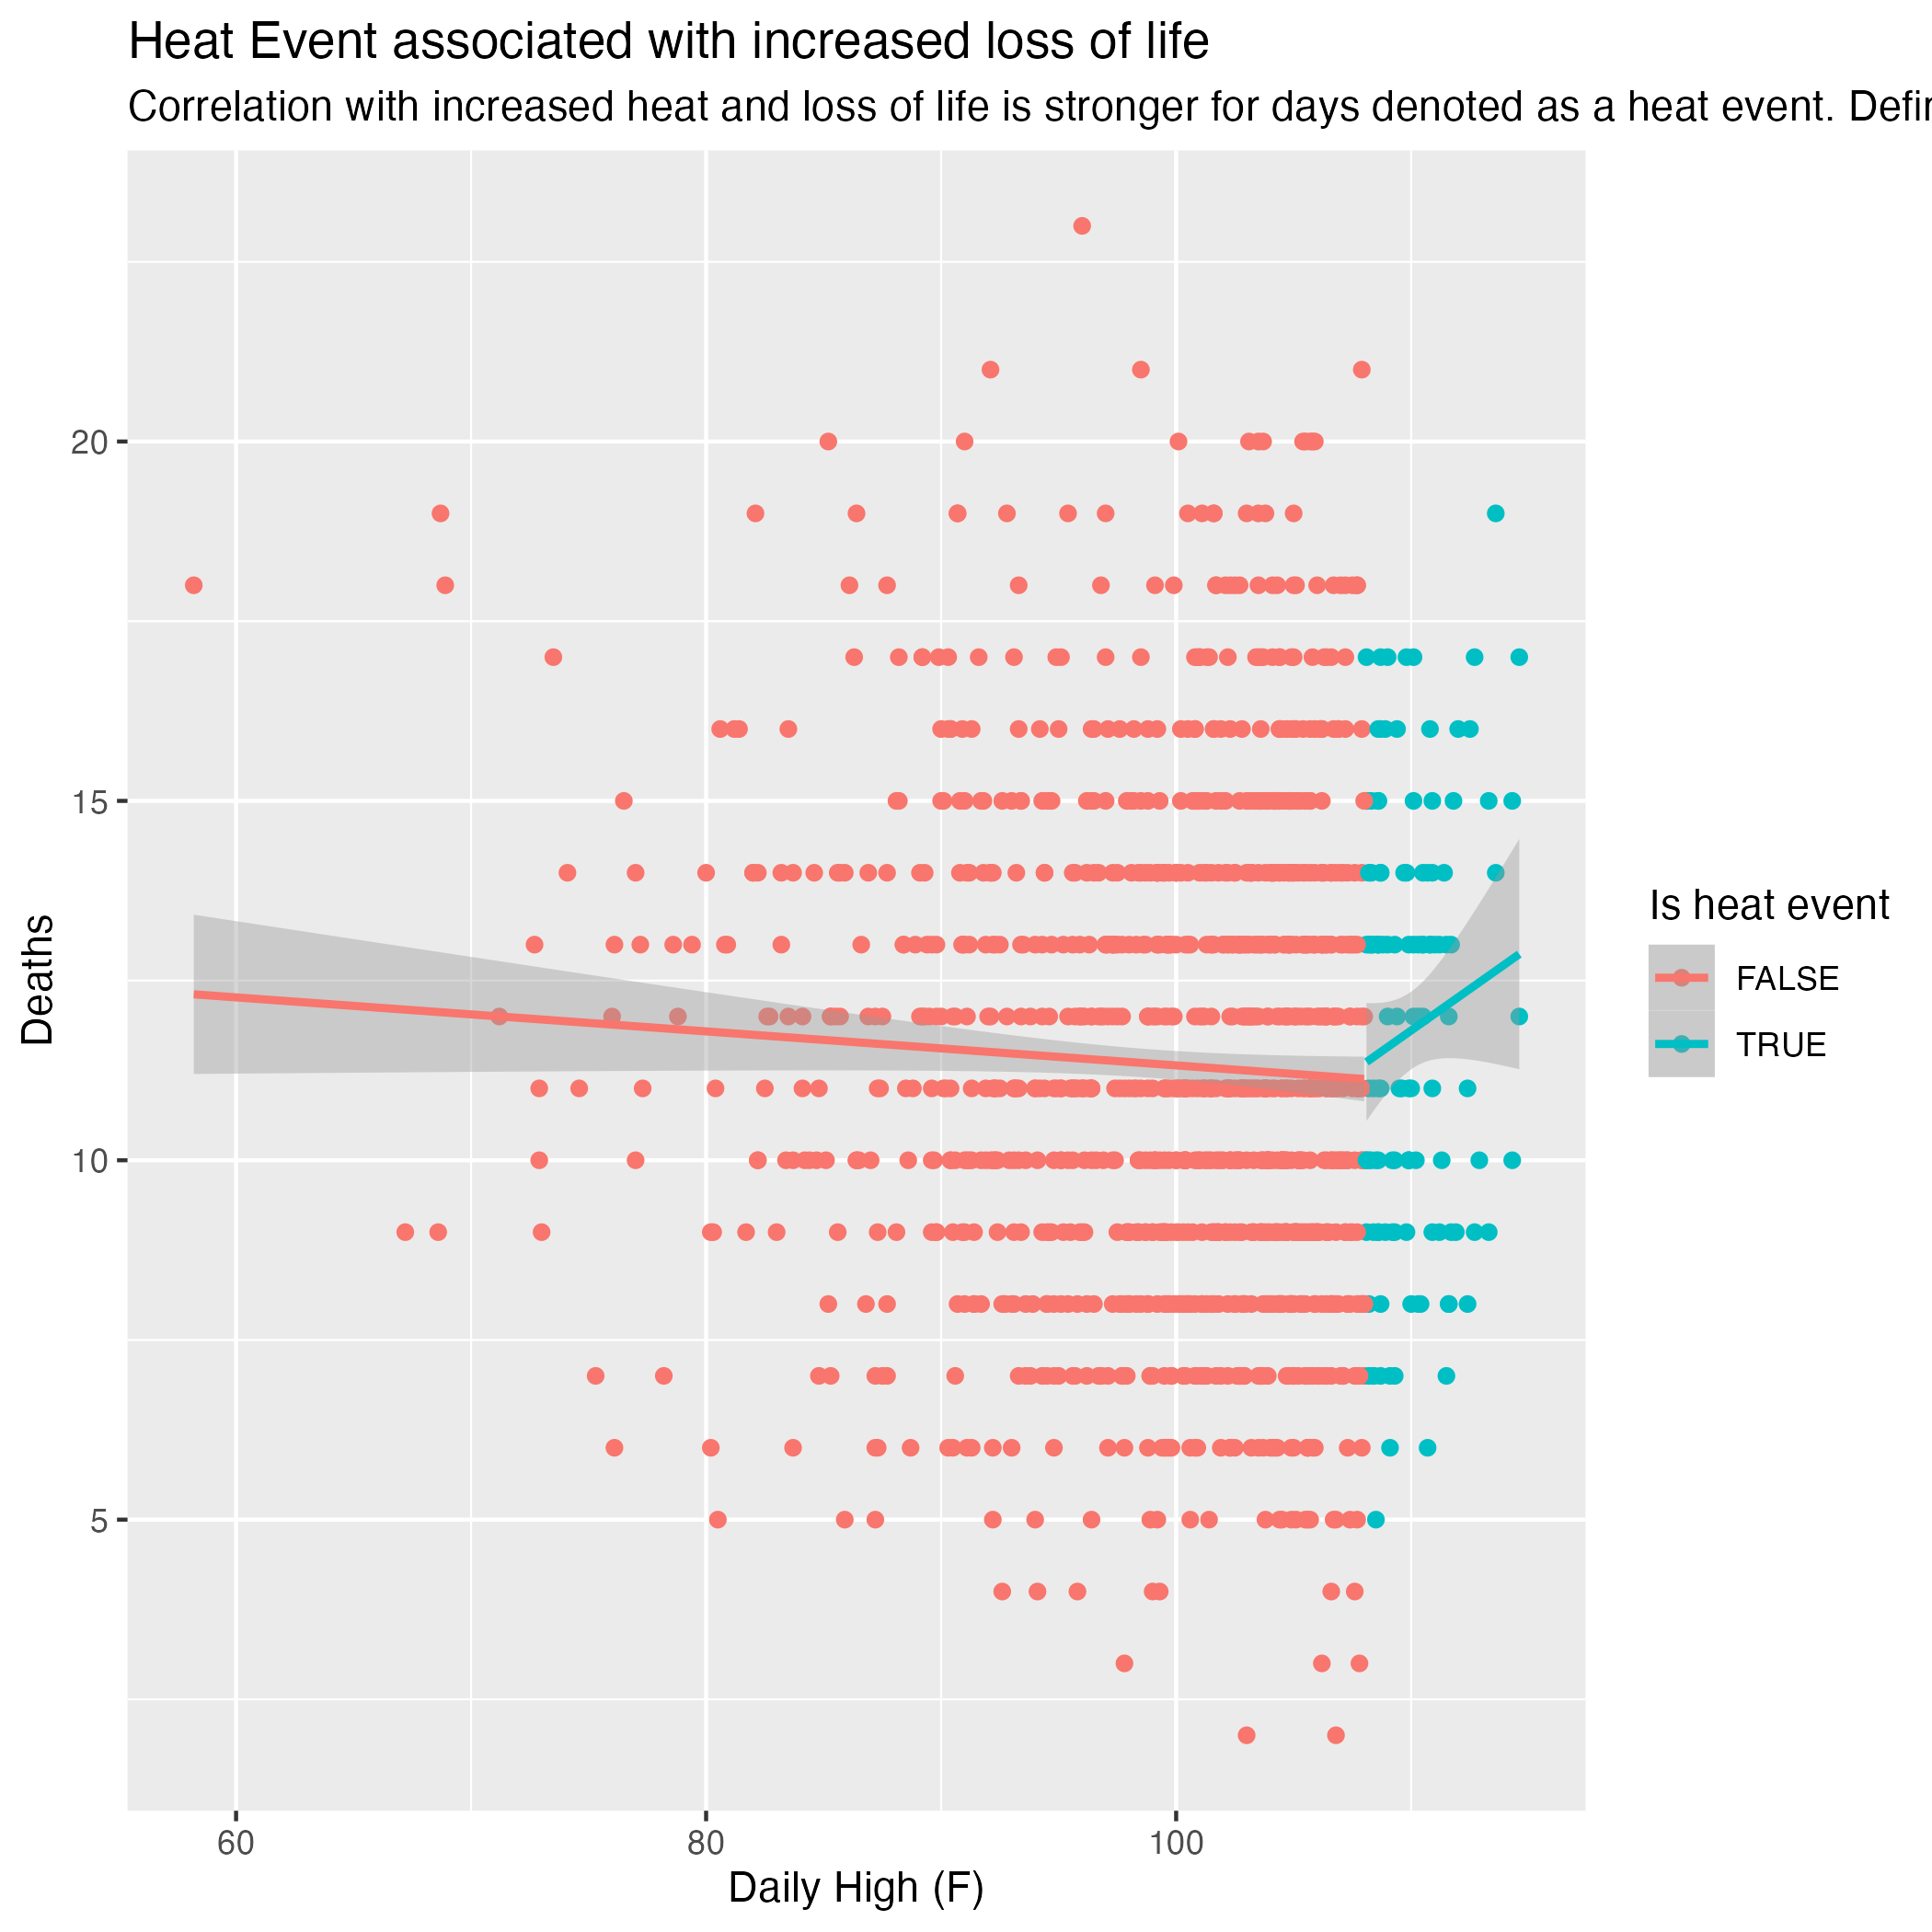 Heat Event associated with increased loss of life
Correlation with increased heat and loss of life is stronger for days denoted as a heat event.
20
15
10
5
Deaths
60
80
100
Daily High (F)
Is heat event
FALSE
TRUE